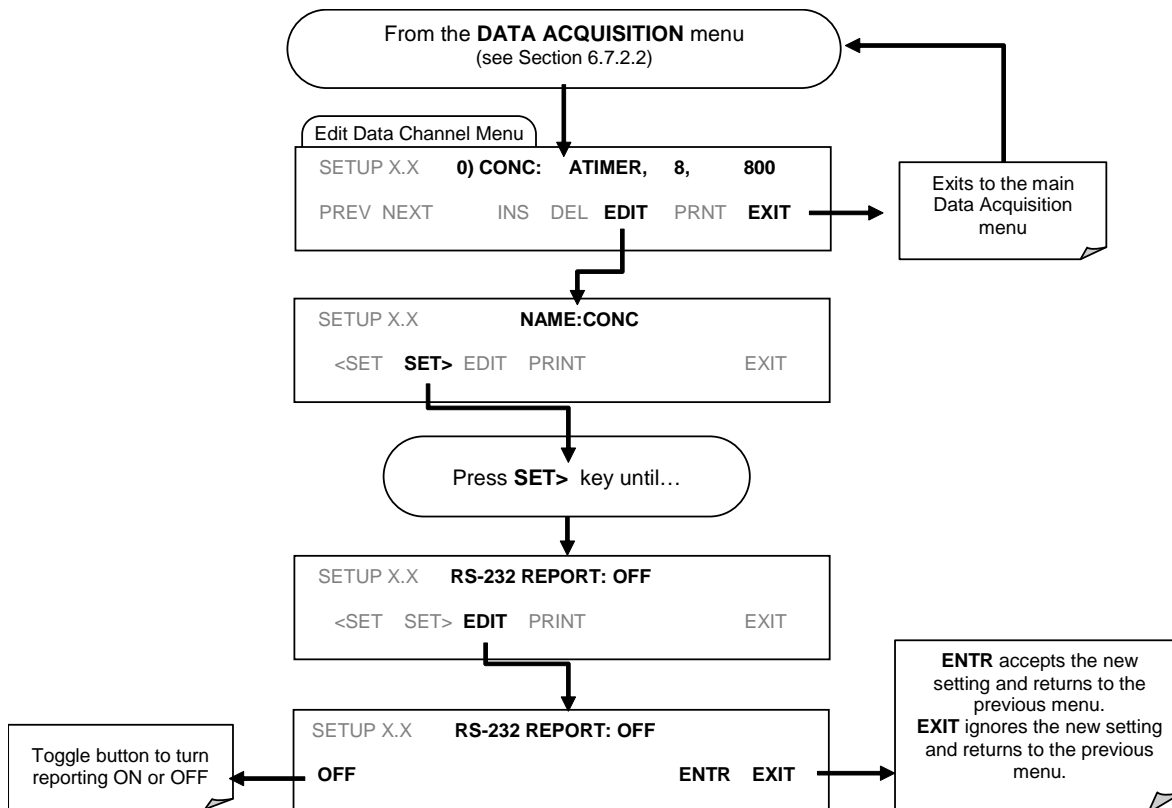 From the DATA ACQUISITION menu
(see Section 6.7.2.2)
Edit Data Channel Menu
SETUP X.X 0) CONC: ATIMER, 8, 800
PREV NEXT INS DEL EDIT PRNT EXIT
Exits to the main
Data Acquisition
menu
SETUP X.X NAME:CONC
<SET SET> EDIT PRINT EXIT
Press SET> key until…
SETUP X.X RS-232 REPORT: OFF
<SET SET> EDIT PRINT EXIT
SETUP X.X RS-232 REPORT: OFF
OFF ENTR EXIT
Toggle button to turn
reporting ON or OFF
ENTR accepts the new
setting and returns to the
previous menu.
EXIT ignores the new setting
and returns to the previous
menu.